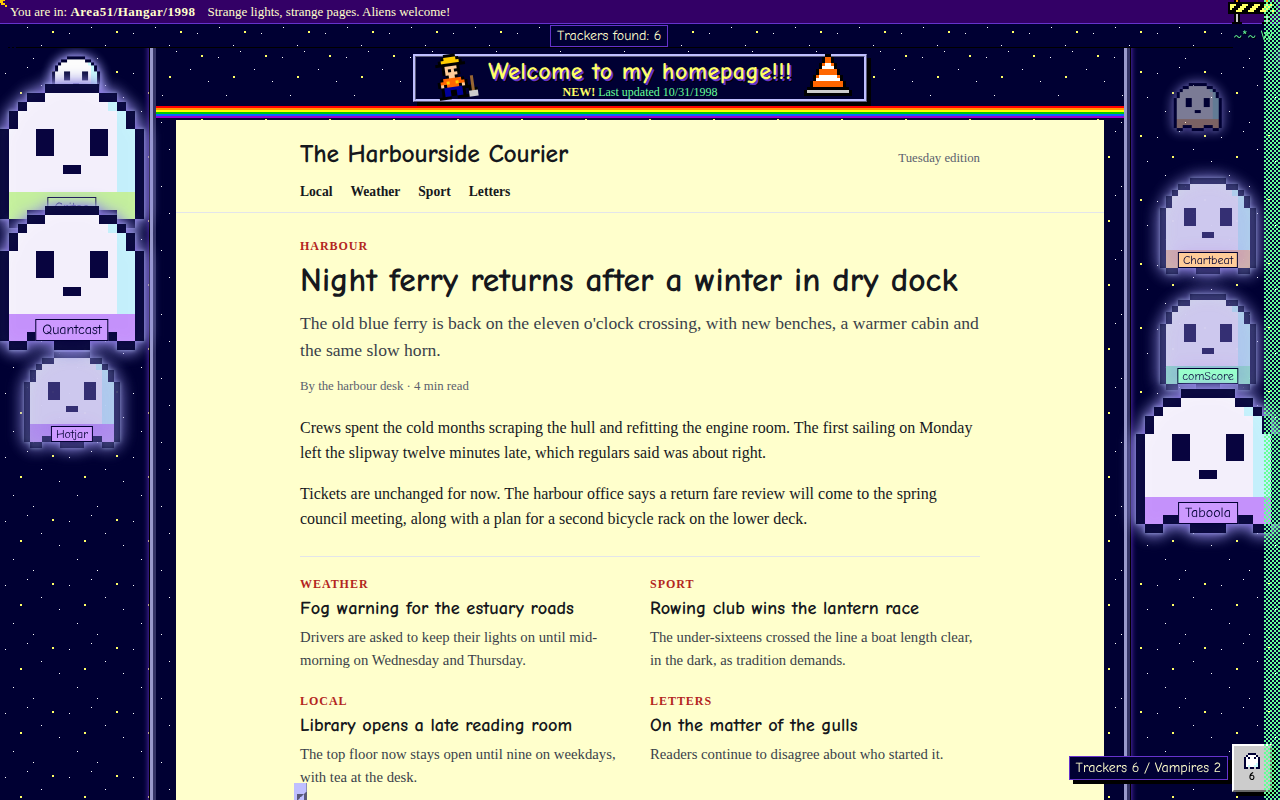 You are in: Area51/Hangar/1998 Strange lights, strange pages. Aliens welcome!
Trackers found: 6
Welcome to my homepage!!!
NEW! Last updated 10/31/1998
The Harbourside Courier
Tuesday edition
Local Weather Sport Letters
HARBOUR
Night ferry returns after a winter in dry dock
The old blue ferry is back on the eleven o'clock crossing, with new benches, a warmer cabin and
the same slow horn.
By the harbour desk · 4 min read
Crews spent the cold months scraping the hull and refitting the engine room. The first sailing on Monday
left the slipway twelve minutes late, which regulars said was about right.
Tickets are unchanged for now. The harbour office says a return fare review will come to the spring
council meeting, along with a plan for a second bicycle rack on the lower deck.
WEATHER
Fog warning for the estuary roads
Drivers are asked to keep their lights on until mid-
morning on Wednesday and Thursday.
SPORT
Rowing club wins the lantern race
The under-sixteens crossed the line a boat length clear,
in the dark, as tradition demands.
LOCAL
Library opens a late reading room
The top floor now stays open until nine on weekdays,
with tea at the desk.
LETTERS
On the matter of the gulls
Readers continue to disagree about who started it.
Quantcast
Hotjar
Chartbeat
comScore
Taboola
Trackers 6 / Vampires 2
6